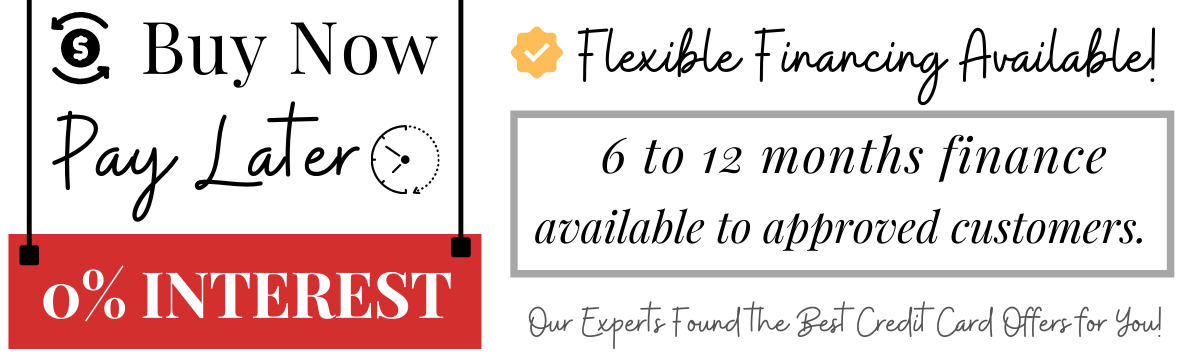 Buy Now
Pay Later
0% INTEREST
Flexible Financing Available!
6 to 12 months finance
available to approved customers.
Our Experts Found the Best Credit Card Offers for You!